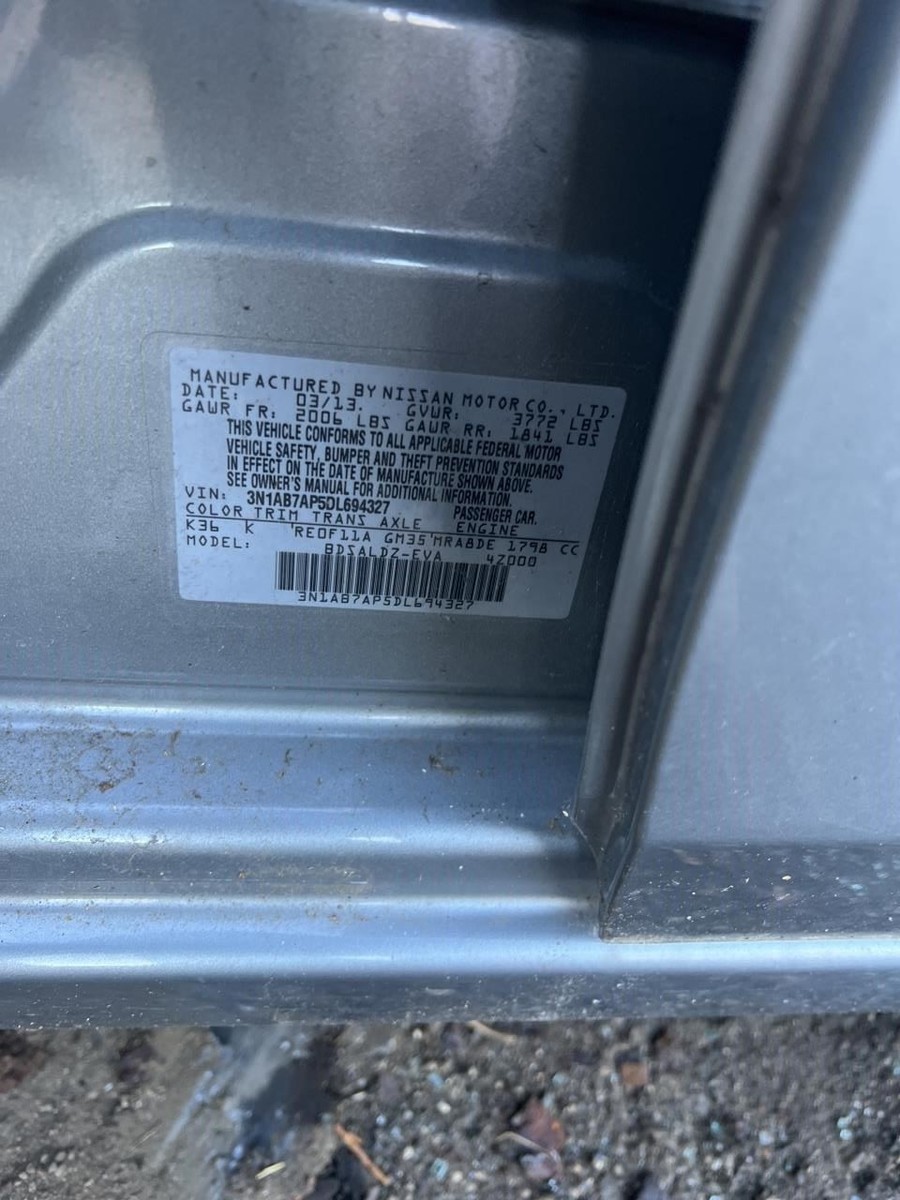 MANUFACTURED BY NISSAN MOTOR CO., LTD.
DATE: 03/13. GVWR: 3772 LBS
GAWR FR: 2006 LBS GAWR RR: 1841 LBS
THIS VEHICLE CONFORMS TO ALL APPLICABLE FEDERAL MOTOR
VEHICLE SAFETY, BUMPER AND THEFT PREVENTION STANDARDS
IN EFFECT ON THE DATE OF MANUFACTURE SHOWN ABOVE.
SEE OWNER'S MANUAL FOR ADDITIONAL INFORMATION.
VIN: 3N1AB7AP5DL694327 PASSENGER CAR.
COLOR TRIM TRANS AXLE ENGINE
K36 K RE0F11A GM35 MRA8DE 1798 CC
MODEL: BDSALDZ-EVA 4Z000
3N1AB7AP5DL694327